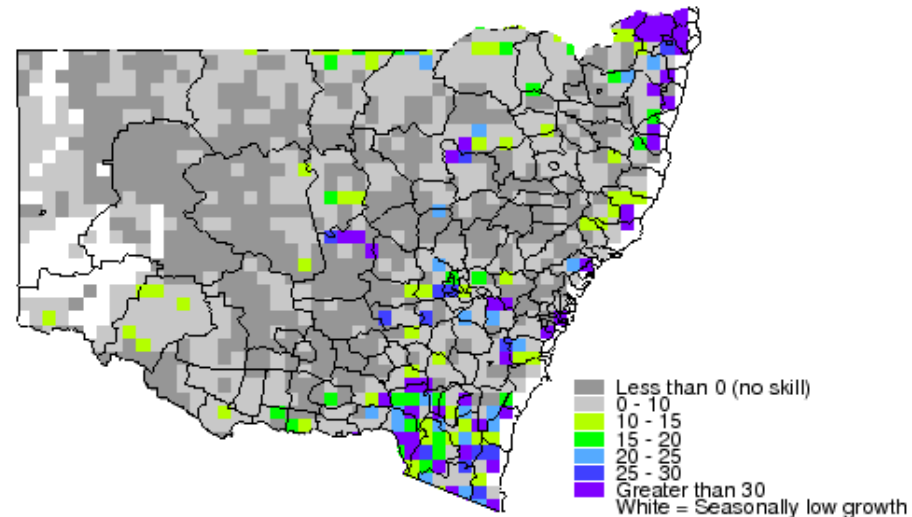 Less than 0 (no skill)
0 - 10
10 - 15
15 - 20
20 - 25
25 - 30
Greater than 30
White = Seasonally low growth